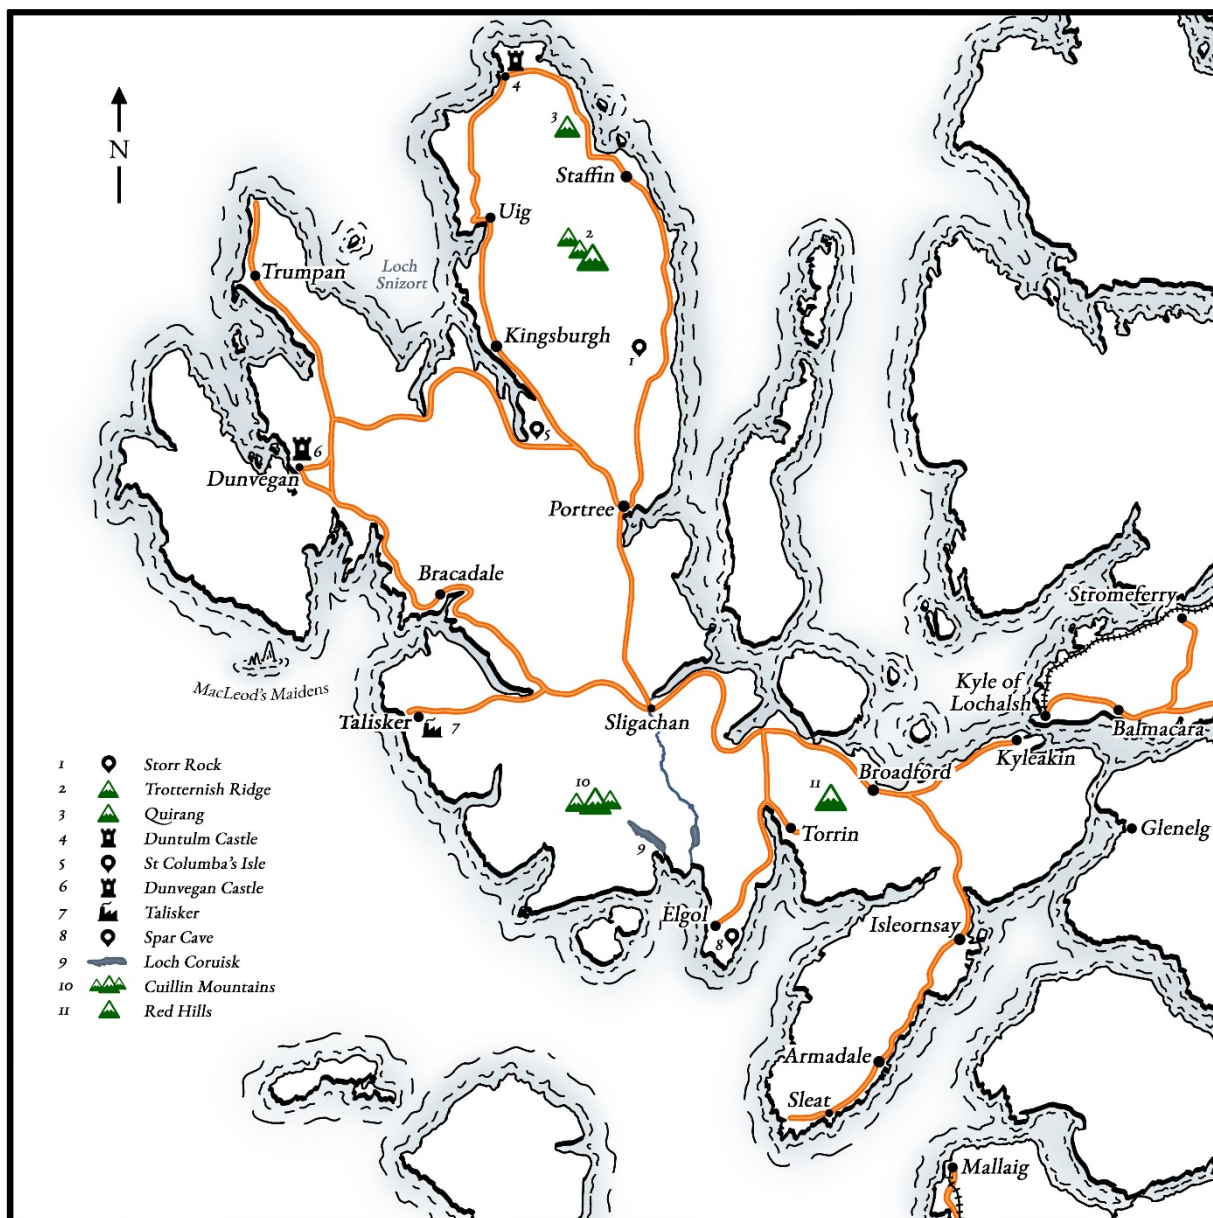 4
N
3
Staffin
Uig
2
Loch
Snizort
Trumpan
Kingsburgh
1
5
6
Dunvegan
Portree
Bracadale
Stromeferry
MacLeod's Maidens
Kyle of
Lochalsh
Talisker
7
Sligachan
Balmacara
Kyleakin
Broadford
10
11
Torrin
Glenelg
9
Elgol
8
Isleornsay
Armadale
Sleat
Mallaig
1 Storr Rock
2 Trotternish Ridge
3 Quirang
4 Duntulm Castle
5 St Columba's Isle
6 Dunvegan Castle
7 Talisker
8 Spar Cave
9 Loch Coruisk
10 Cuillin Mountains
11 Red Hills